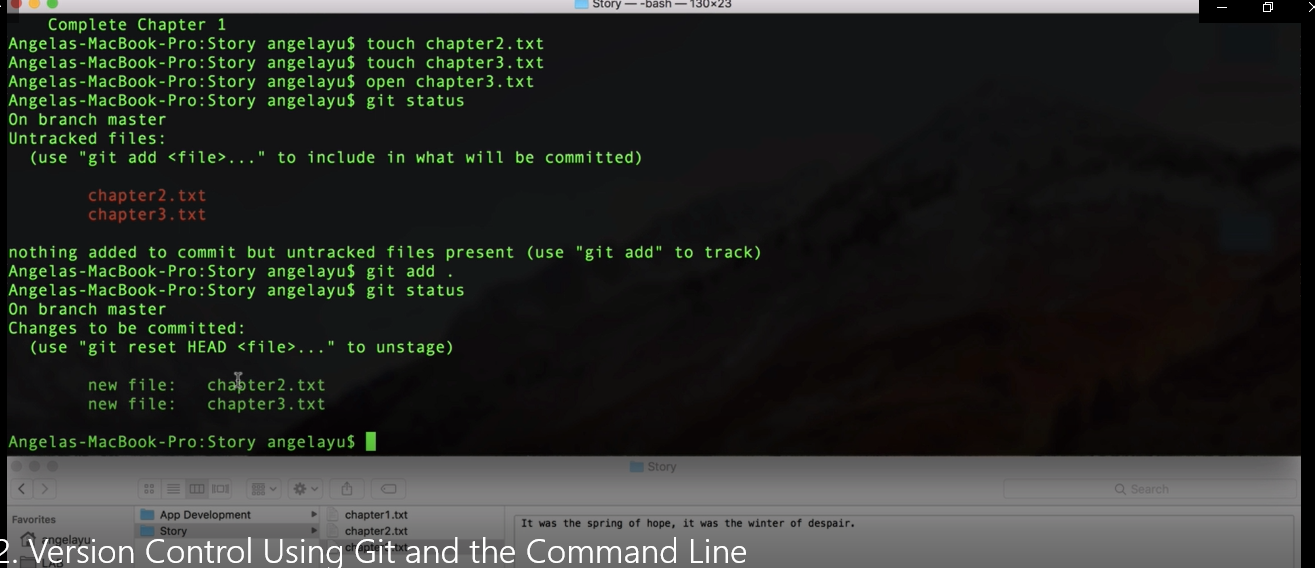 Story — -bash — 130×23
Complete Chapter 1
Angelas-MacBook-Pro:Story angelayu$ touch chapter2.txt
Angelas-MacBook-Pro:Story angelayu$ touch chapter3.txt
Angelas-MacBook-Pro:Story angelayu$ open chapter3.txt
Angelas-MacBook-Pro:Story angelayu$ git status
On branch master
Untracked files:
(use "git add <file>..." to include in what will be committed)
chapter2.txt
chapter3.txt
nothing added to commit but untracked files present (use "git add" to track)
Angelas-MacBook-Pro:Story angelayu$ git add .
Angelas-MacBook-Pro:Story angelayu$ git status
On branch master
Changes to be committed:
(use "git reset HEAD <file>..." to unstage)
new file: chapter2.txt
new file: chapter3.txt
Angelas-MacBook-Pro:Story angelayu$
Story
Search
Favorites
angelayu
LAB
App Development
Story
chapter1.txt
chapter2.txt
It was the spring of hope, it was the winter of despair.
2. Version Control Using Git and the Command Line